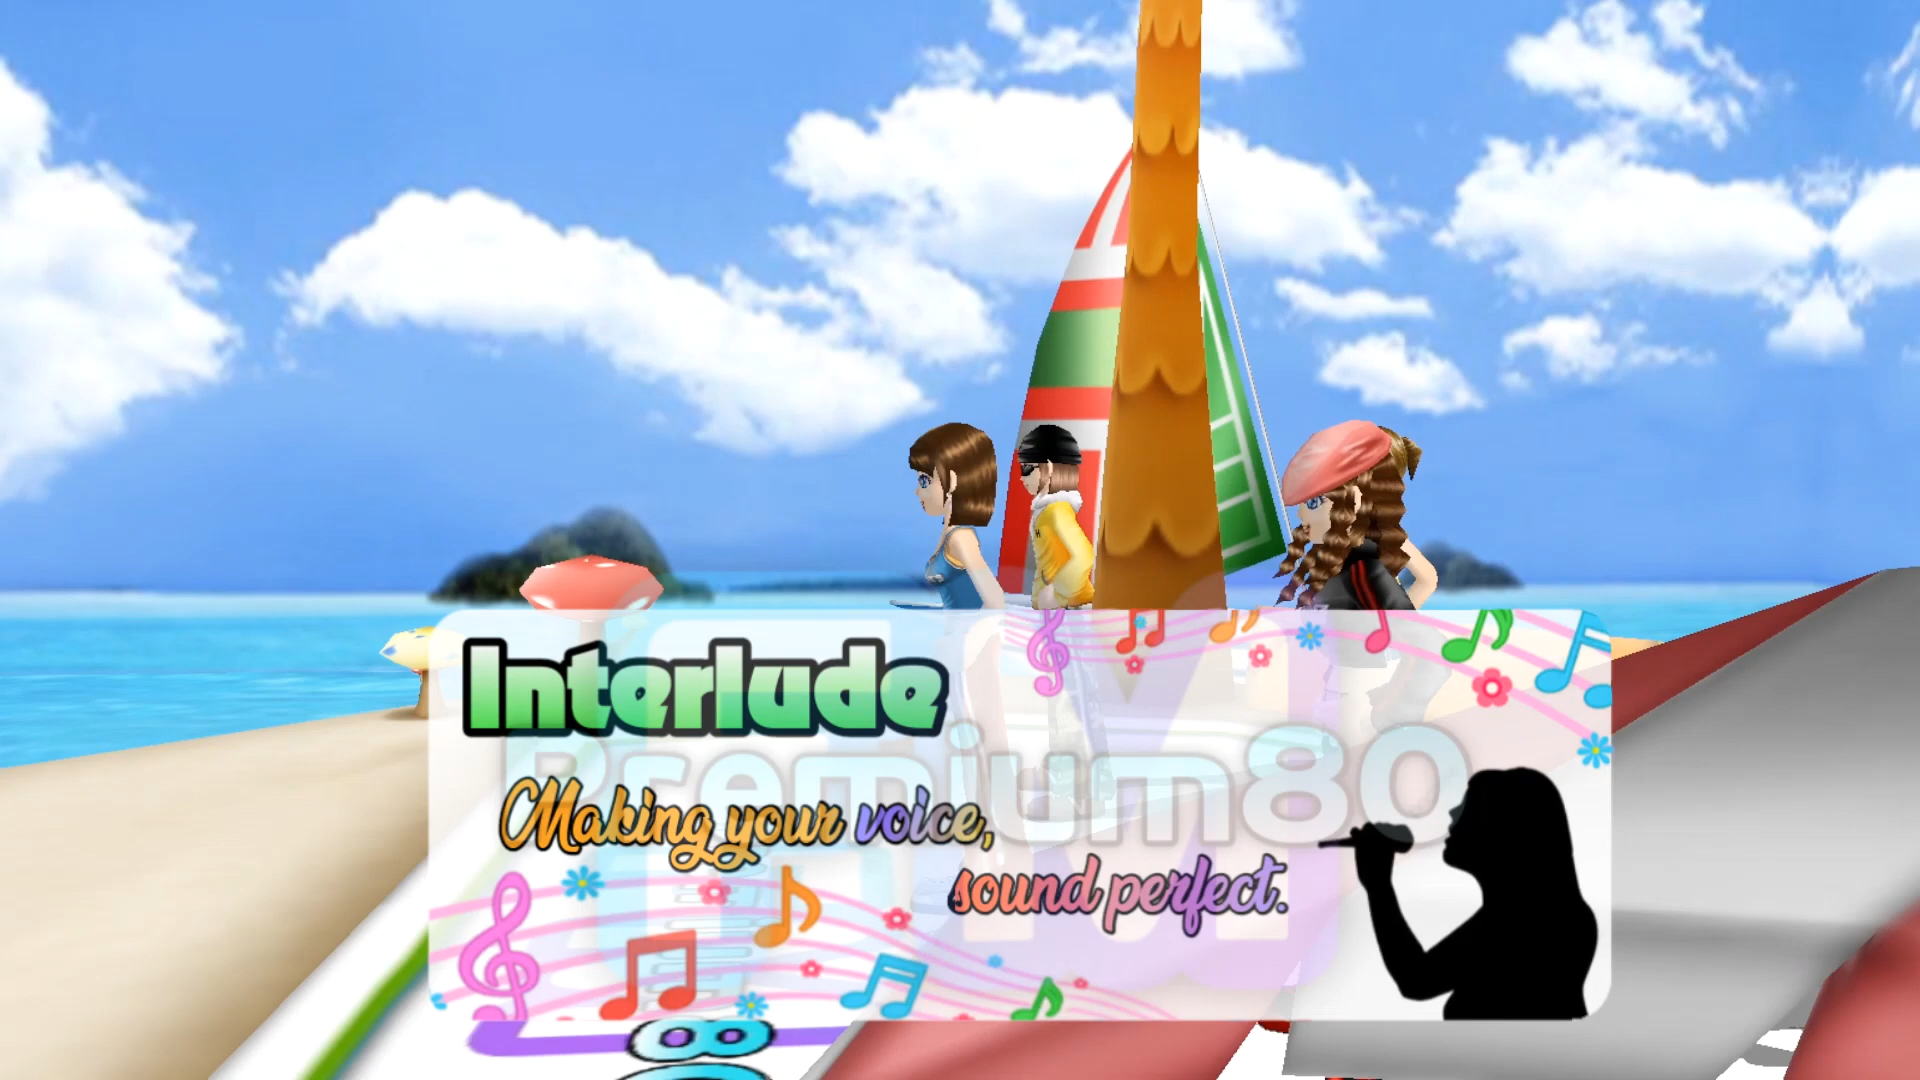 Interlude
Premium80
Making your voice,
sound perfect.